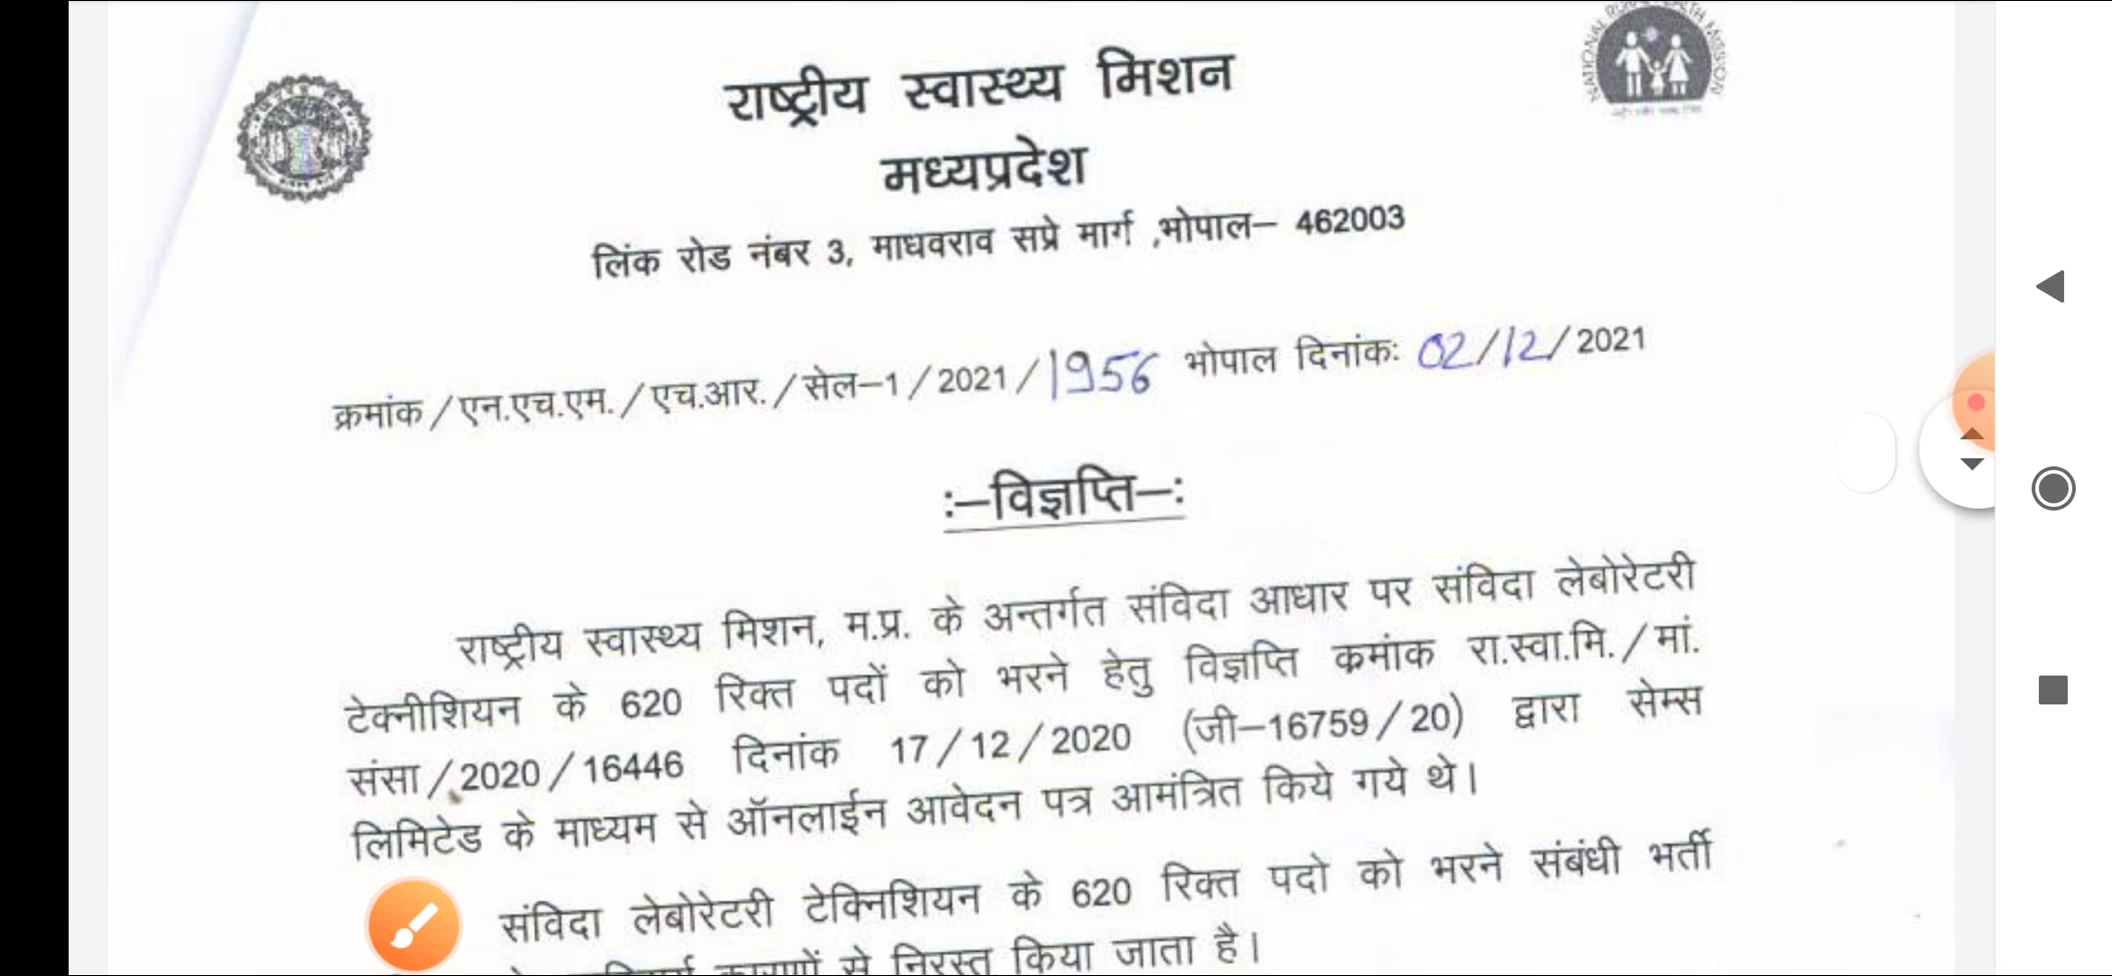 राष्ट्रीय स्वास्थ्य मिशन
मध्यप्रदेश
लिंक रोड नंबर 3, माधवराव सप्रे मार्ग ,भोपाल– 462003
क्रमांक/एन.एच.एम./एच.आर./सेल–1/2021/1956 भोपाल दिनांकः 02/12/2021
:–विज्ञप्ति–:
राष्ट्रीय स्वास्थ्य मिशन, म.प्र. के अन्तर्गत संविदा आधार पर संविदा लेबोरेटरी
टेक्नीशियन के 620 रिक्त पदों को भरने हेतु विज्ञप्ति क्रमांक रा.स्वा.मि./मां.
संसा/2020/16446 दिनांक 17/12/2020 (जी–16759/20) द्वारा सेम्स
लिमिटेड के माध्यम से ऑनलाईन आवेदन पत्र आमंत्रित किये गये थे।
संविदा लेबोरेटरी टेक्निशियन के 620 रिक्त पदो को भरने संबंधी भर्ती
कारणों से निरस्त किया जाता है।